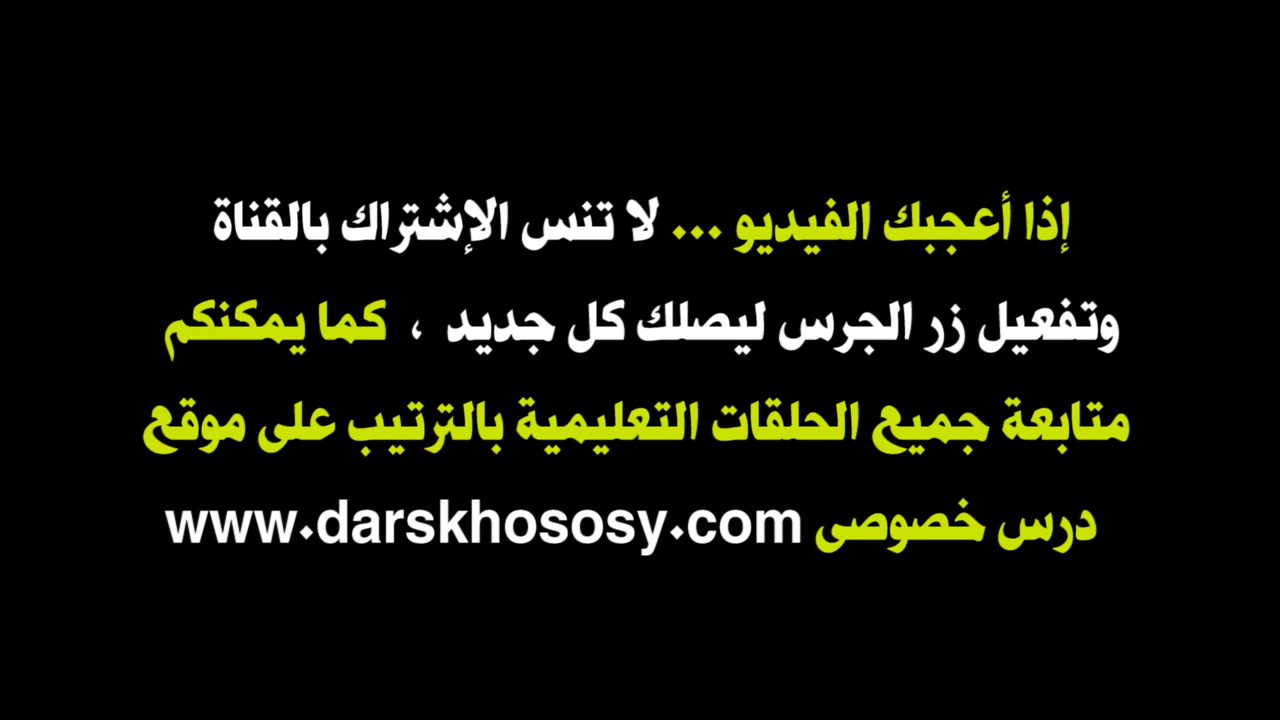 إذا أعجبك الفيديو ... لا تنس الإشتراك بالقناة
وتفعيل زر الجرس ليصلك كل جديد ، كما يمكنكم
متابعة جميع الحلقات التعليمية بالترتيب على موقع
درس خصوصى www.darskhososy.com